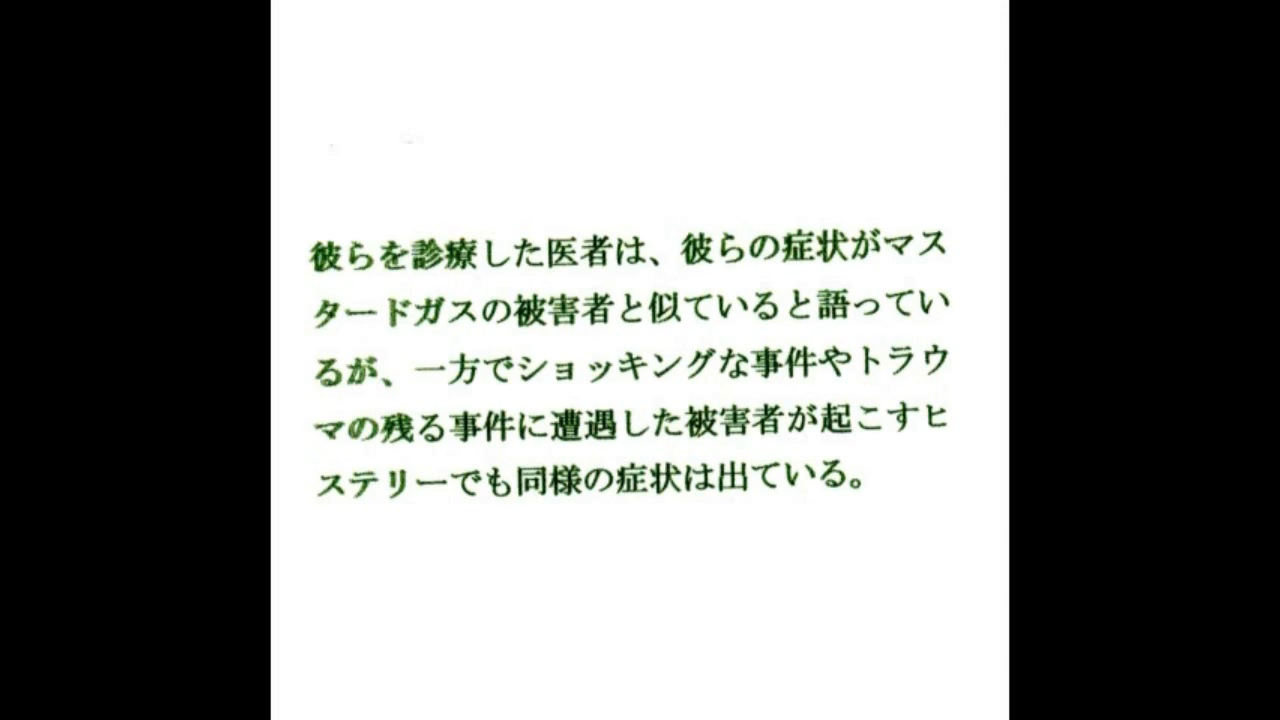 彼らを診療した医者は、彼らの症状がマス
タードガスの被害者と似ていると語ってい
るが、一方でショッキングな事件やトラウ
マの残る事件に遭遇した被害者が起こすヒ
ステリーでも同様の症状は出ている。